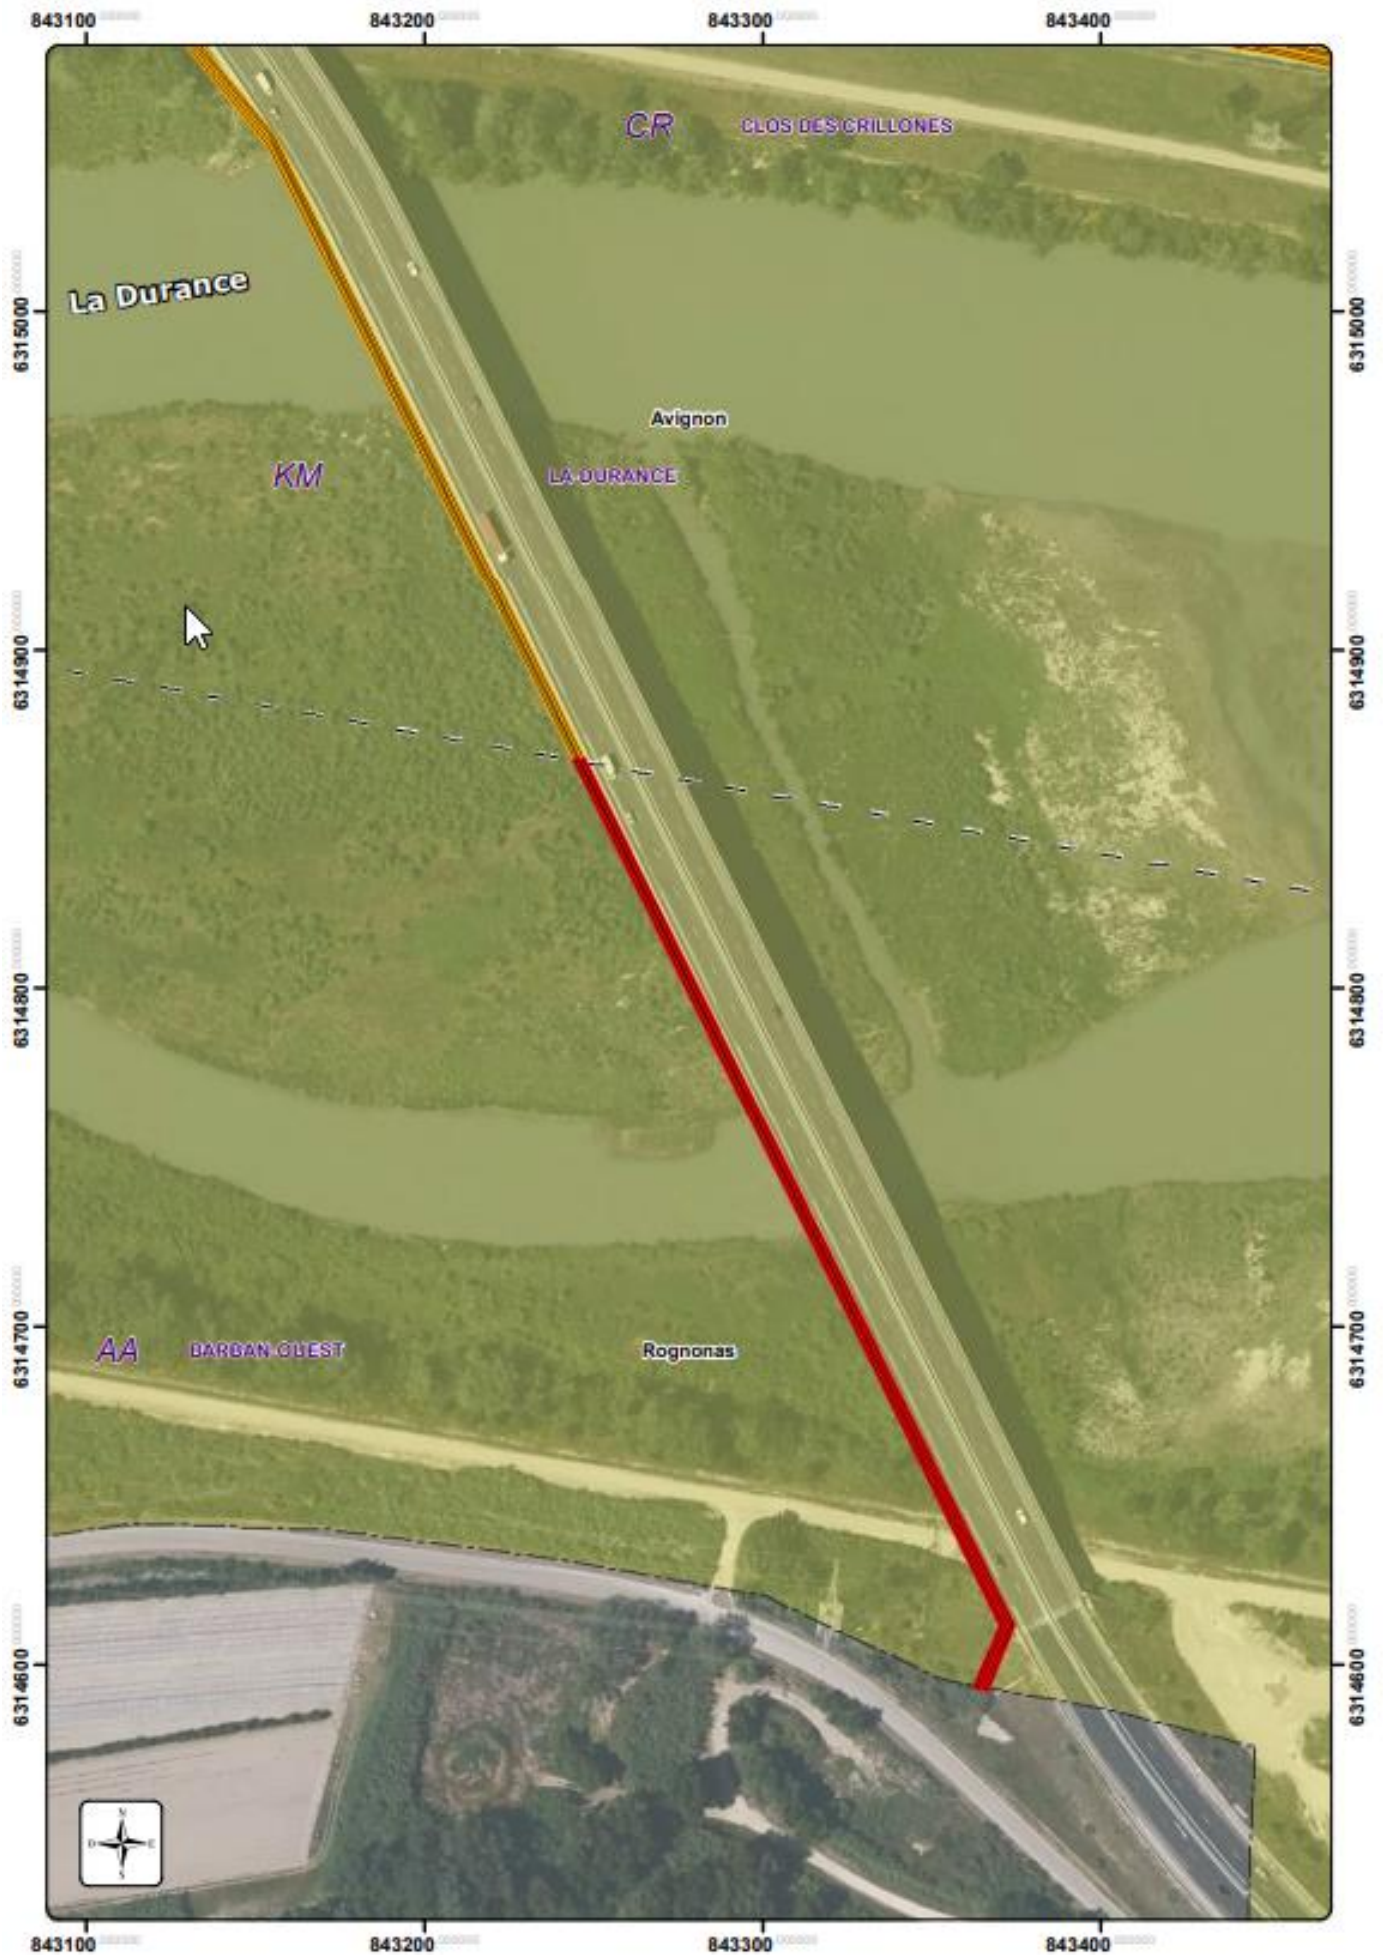 843100 843200 843300 843400
CR CLOS DES CRILLONES
La Durance
6315000 6315000
Avignon
KM LA DURANCE
6314900 6314900
6314800 6314800
6314700 6314700
AA BARBAN OUEST Rognonas
6314600 6314600
N
O E
S
843100 843200 843300 843400